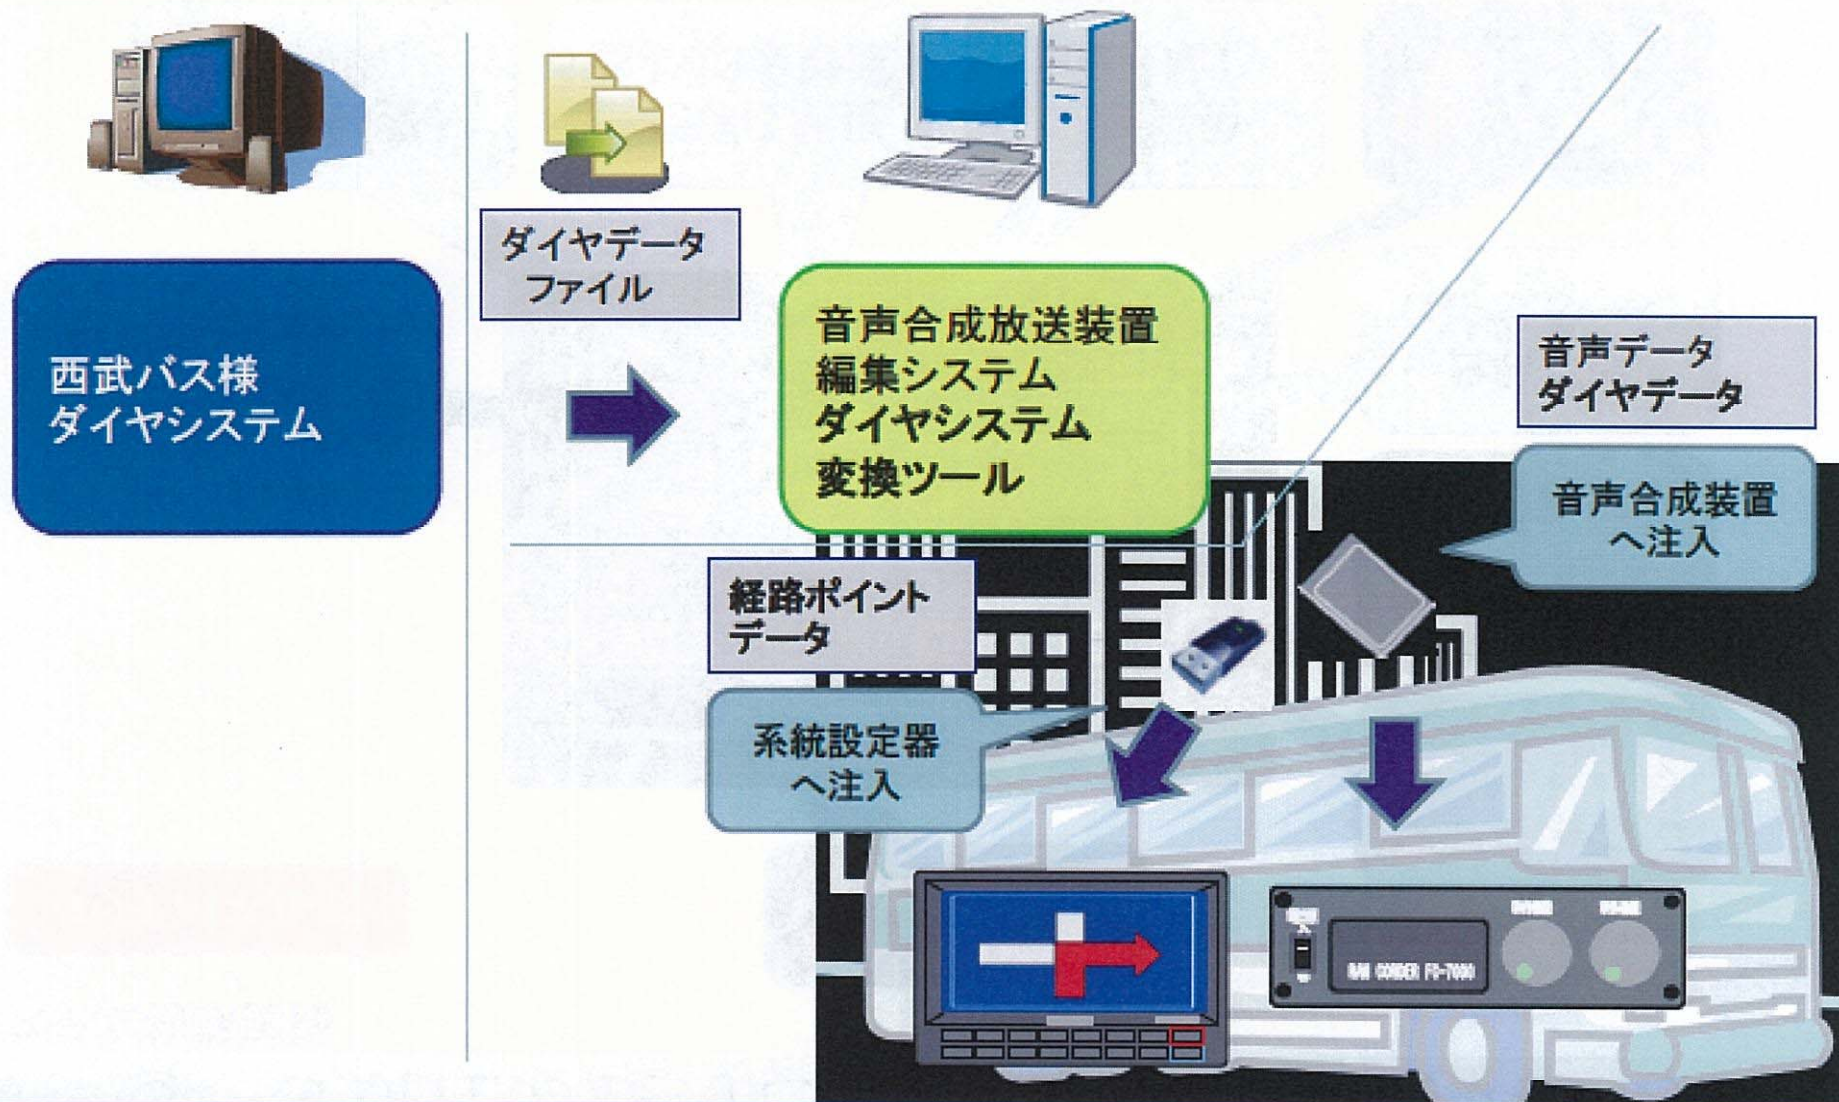 ダイヤデータ
ファイル
西武バス様
ダイヤシステム
音声合成放送装置
編集システム
ダイヤシステム
変換ツール
音声データ
ダイヤデータ
音声合成装置
へ注入
経路ポイント
データ
系統設定器
へ注入